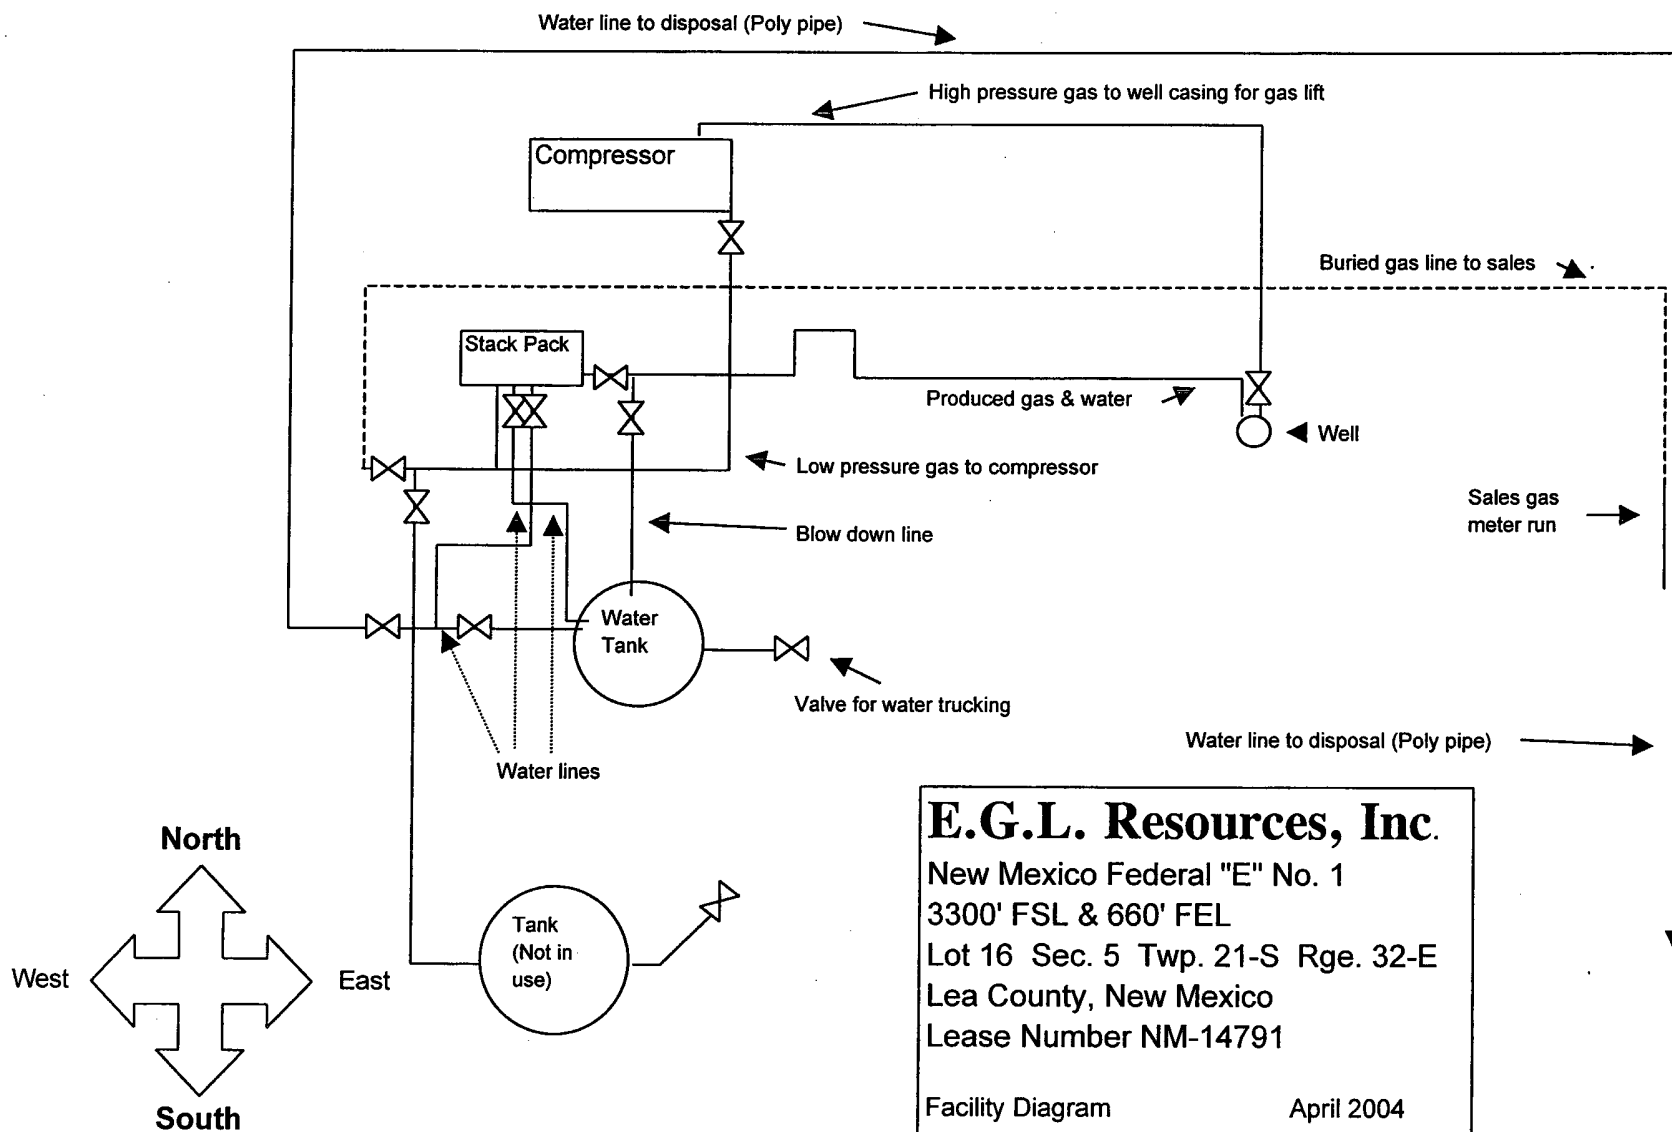 Water line to disposal (Poly pipe)
High pressure gas to well casing for gas lift
Compressor
Buried gas line to sales
Stack Pack
Produced gas & water
Well
Low pressure gas to compressor
Sales gas
meter run
Blow down line
Water
Tank
Valve for water trucking
Water line to disposal (Poly pipe)
Water lines
E.G.L. Resources, Inc.
New Mexico Federal "E" No. 1
3300' FSL & 660' FEL
Lot 16 Sec. 5 Twp. 21-S Rge. 32-E
Lea County, New Mexico
Lease Number NM-14791
Facility Diagram April 2004
North
West
East
South
Tank
(Not in
use)